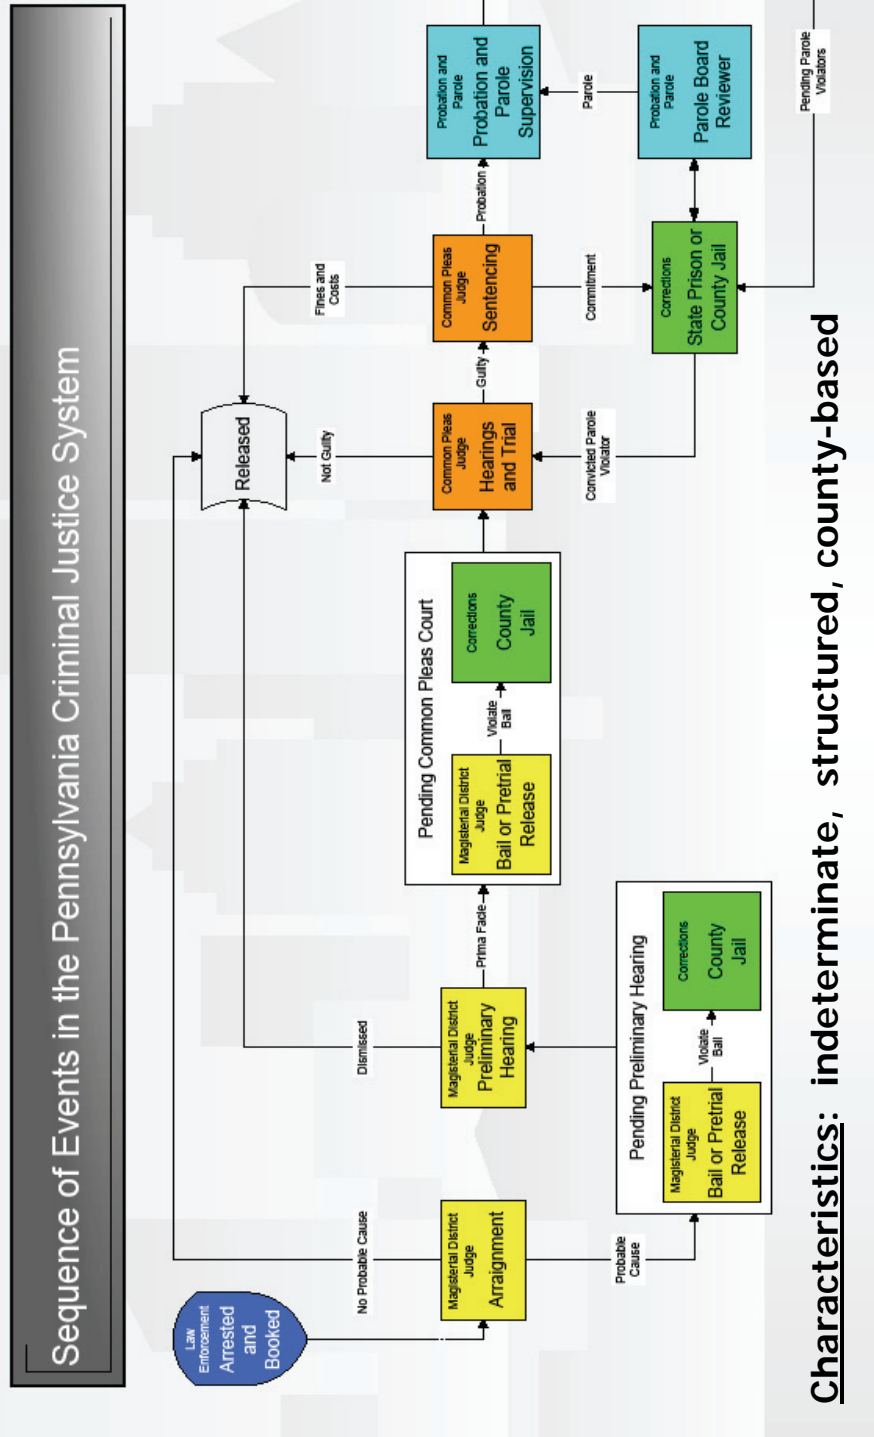 Sequence of Events in the Pennsylvania Criminal Justice System
Law
Enforcement
Arrested
and
Booked
No Probable Cause
Magisterial District
Judge
Arraignment
Probable
Cause
Pending Preliminary Hearing
Magisterial District
Judge
Bail or Pretrial
Release
Violate
Bail
Corrections
County
Jail
Dismissed
Magisterial District
Judge
Preliminary
Hearing
Prima Facie
Pending Common Pleas Court
Magisterial District
Judge
Bail or Pretrial
Release
Violate
Bail
Corrections
County
Jail
Released
Not Guilty
Common Pleas
Judge
Hearings
and Trial
Guilty
Convicted Parole
Violator
Fines and
Costs
Common Pleas
Judge
Sentencing
Probation
Commitment
Corrections
State Prison or
County Jail
Probation and
Parole
Probation and
Parole
Supervision
Parole
Probation and
Parole
Parole Board
Reviewer
Pending Parole
Violators
Characteristics: indeterminate, structured, county-based